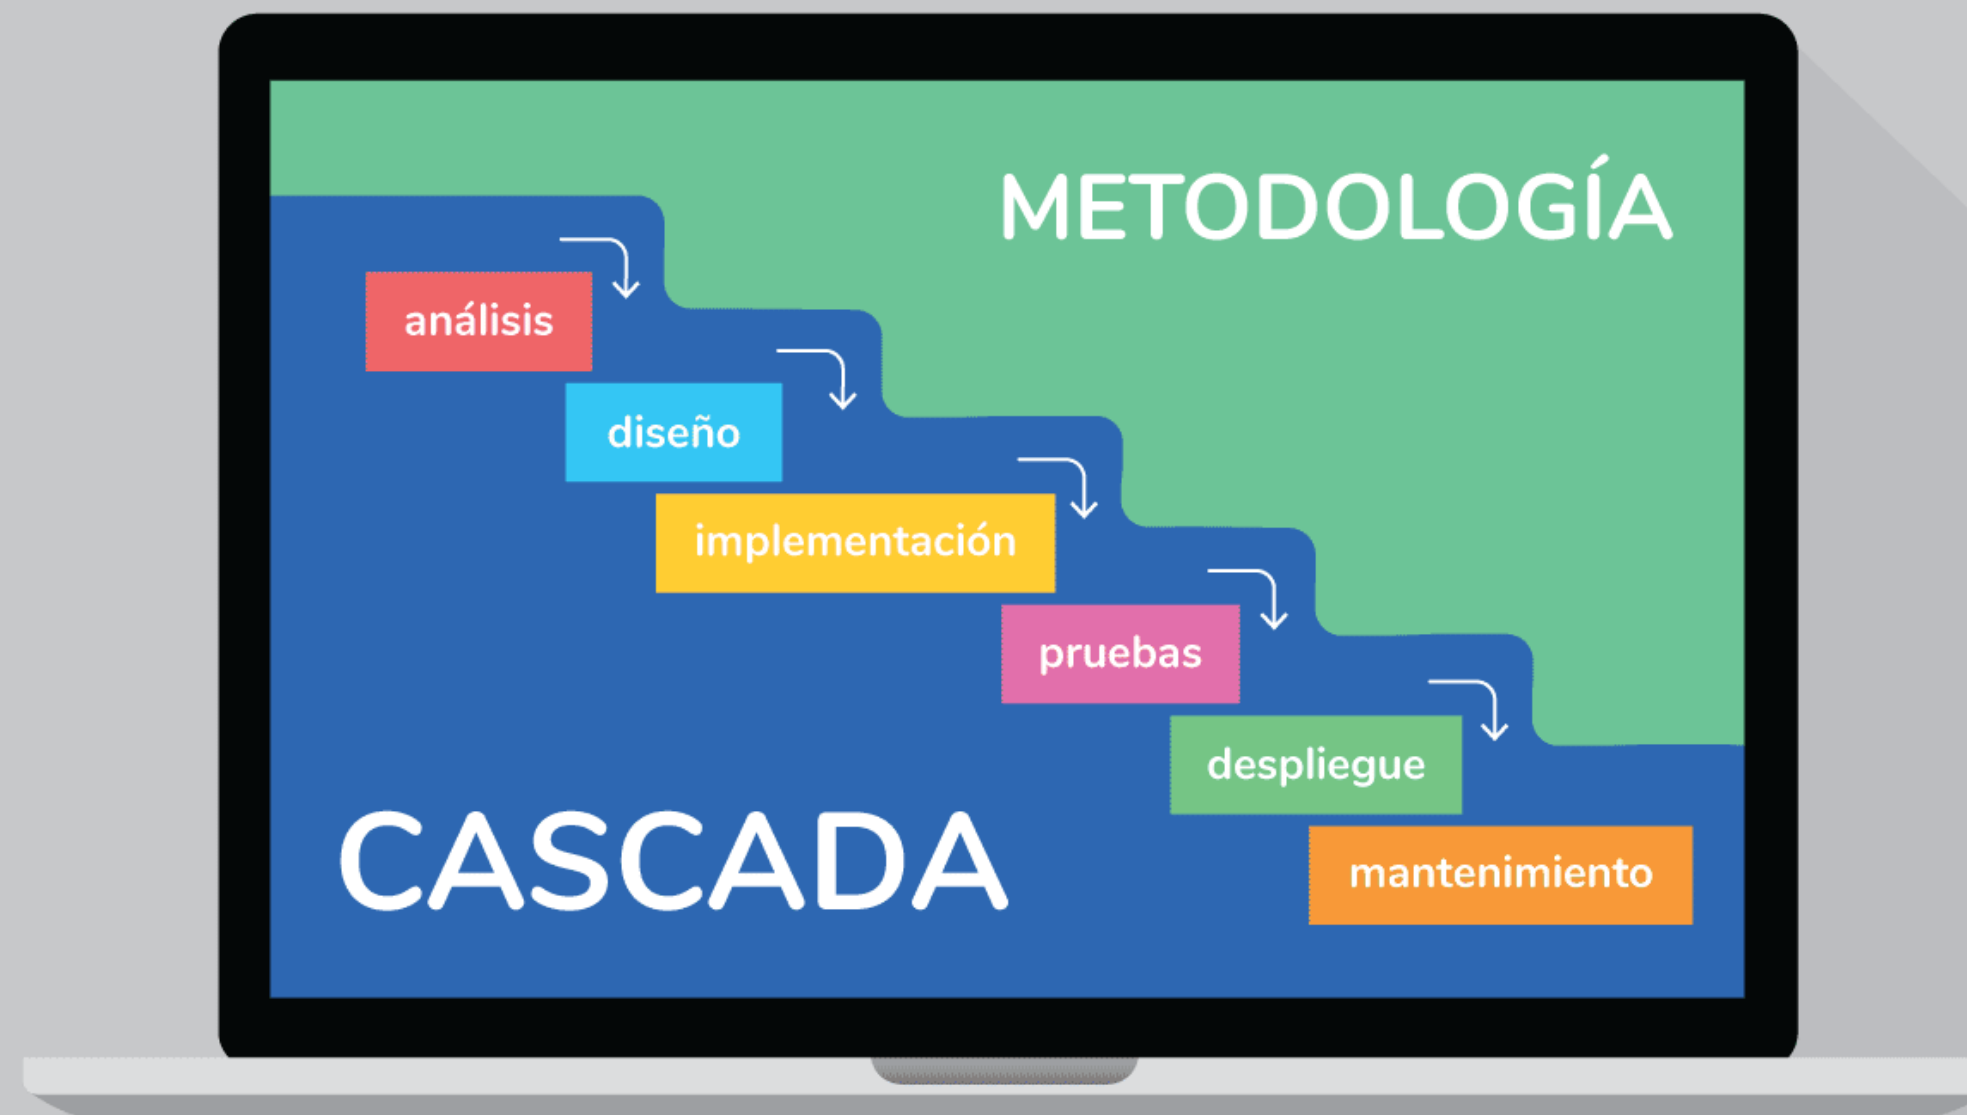 METODOLOGÍA
análisis
diseño
implementación
pruebas
despliegue
mantenimiento
CASCADA